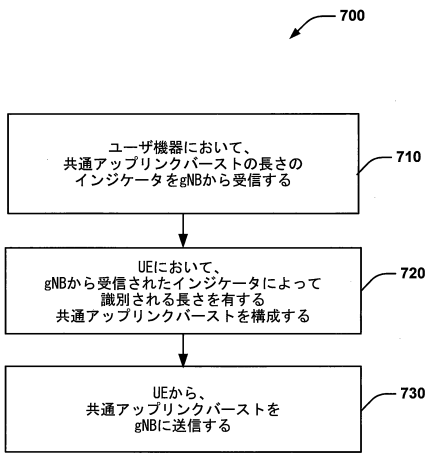 700
ユーザ機器において、
共通アップリンクバーストの長さの
インジケータをgNBから受信する
710
UEにおいて、
gNBから受信されたインジケータによって
識別される長さを有する
共通アップリンクバーストを構成する
720
UEから、
共通アップリンクバーストを
gNBに送信する
730